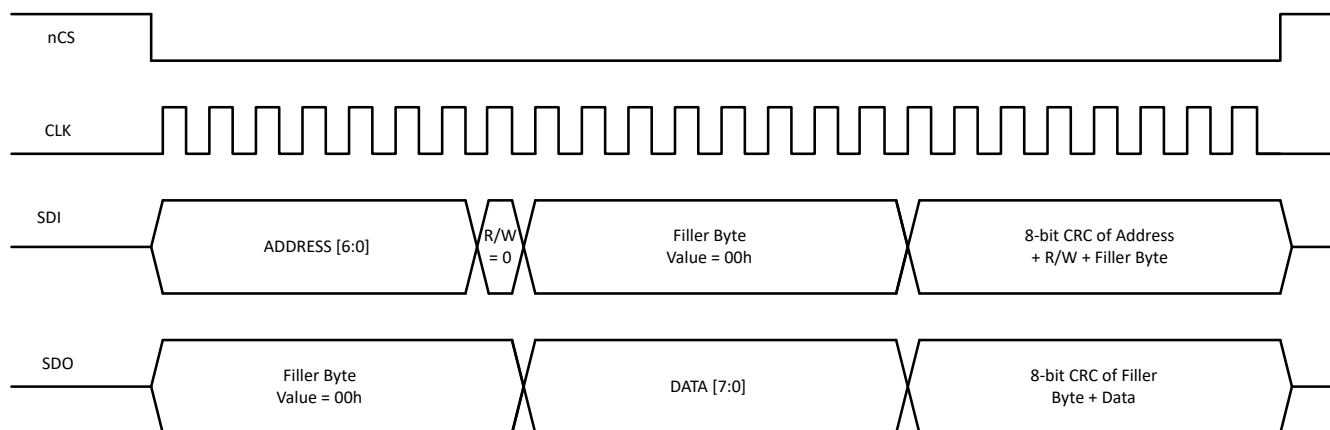 nCS
CLK
SDI
ADDRESS [6:0]
R/W
= 0
Filler Byte
Value = 00h
8-bit CRC of Address
+ R/W + Filler Byte
SDO
Filler Byte
Value = 00h
DATA [7:0]
8-bit CRC of Filler
Byte + Data